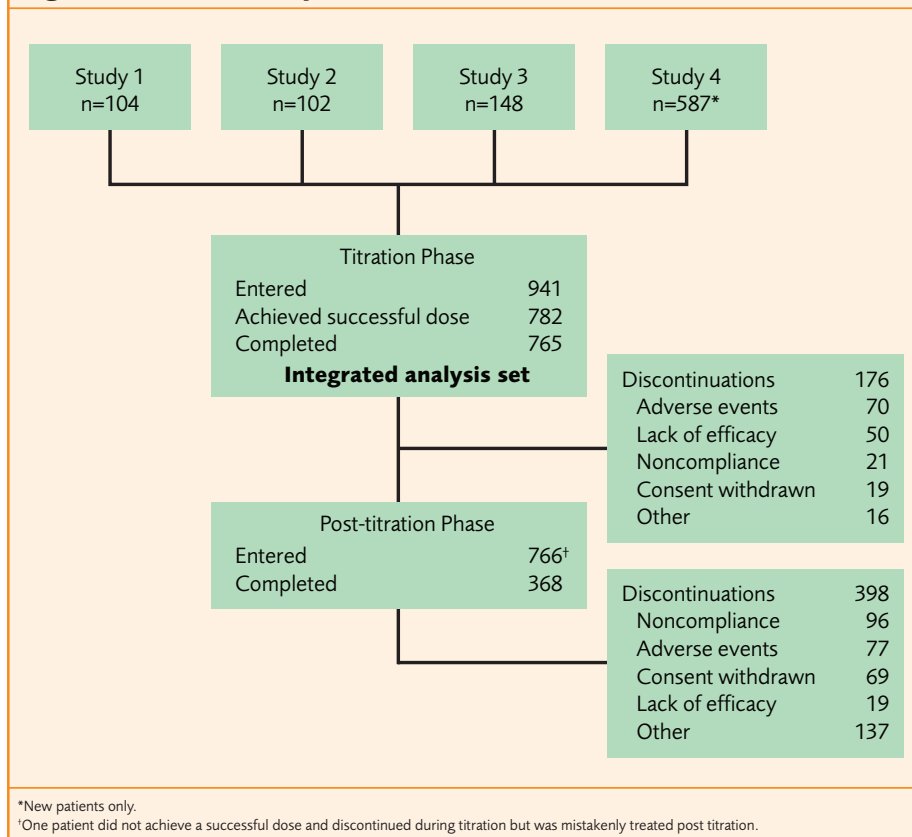 Study 1
n=104
Study 2
n=102
Study 3
n=148
Study 4
n=587*
Titration Phase
Entered 941
Achieved successful dose 782
Completed 765
Integrated analysis set
Discontinuations 176
Adverse events 70
Lack of efficacy 50
Noncompliance 21
Consent withdrawn 19
Other 16
Post-titration Phase
Entered 766†
Completed 368
Discontinuations 398
Noncompliance 96
Adverse events 77
Consent withdrawn 69
Lack of efficacy 19
Other 137
*New patients only.
†One patient did not achieve a successful dose and discontinued during titration but was mistakenly treated post titration.